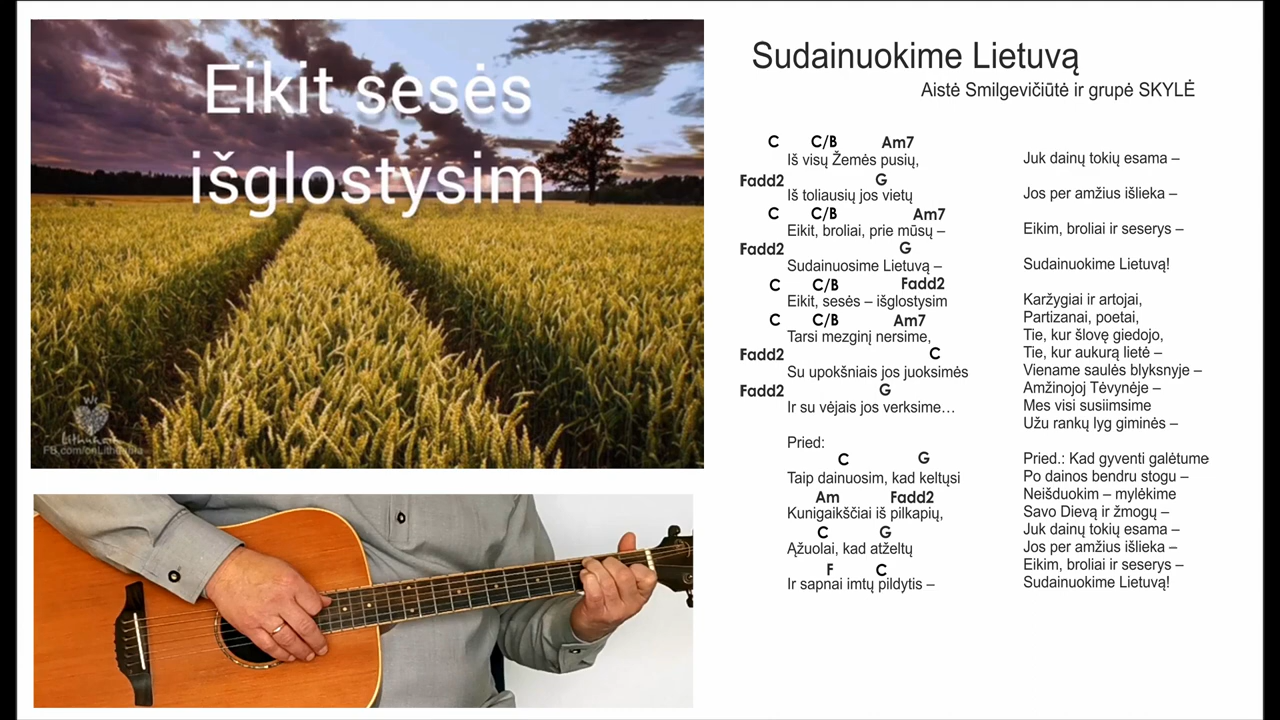 Eikit sesės
išglostysim
We
Lithuania
FB.com/onLithuania
Sudainuokime Lietuvą
Aistė Smilgevičiūtė ir grupė SKYLĖ
C C/B Am7
Iš visų Žemės pusių,
Fadd2 G
Iš toliausių jos vietų
C C/B Am7
Eikit, broliai, prie mūsų –
Fadd2 G
Sudainuosime Lietuvą –
C C/B Fadd2
Eikit, sesės – išglostysim
C C/B Am7
Tarsi mezginį nersime,
Fadd2 C
Su upokšniais jos juoksimės
Fadd2 G
Ir su vėjais jos verksime…
Pried:
C G
Taip dainuosim, kad keltųsi
Am Fadd2
Kunigaikščiai iš pilkapių,
C G
Ąžuolai, kad atželtų
F C
Ir sapnai imtų pildytis –
Juk dainų tokių esama –
Jos per amžius išlieka –
Eikim, broliai ir seserys –
Sudainuokime Lietuvą!
Karžygiai ir artojai,
Partizanai, poetai,
Tie, kur šlovę giedojo,
Tie, kur aukurą lietė –
Viename saulės blyksnyje –
Amžinojoj Tėvynėje –
Mes visi susiimsime
Užu rankų lyg giminės –
Pried.: Kad gyventi galėtume
Po dainos bendru stogu –
Neišduokim – mylėkime
Savo Dievą ir žmogų –
Juk dainų tokių esama –
Jos per amžius išlieka –
Eikim, broliai ir seserys –
Sudainuokime Lietuvą!